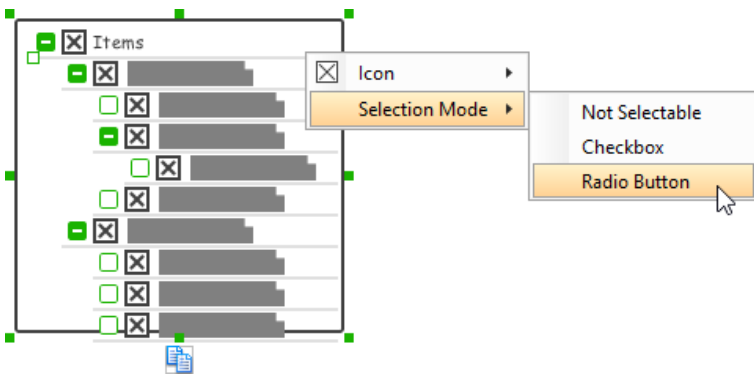 Items
Icon
Selection Mode
Not Selectable
Checkbox
Radio Button